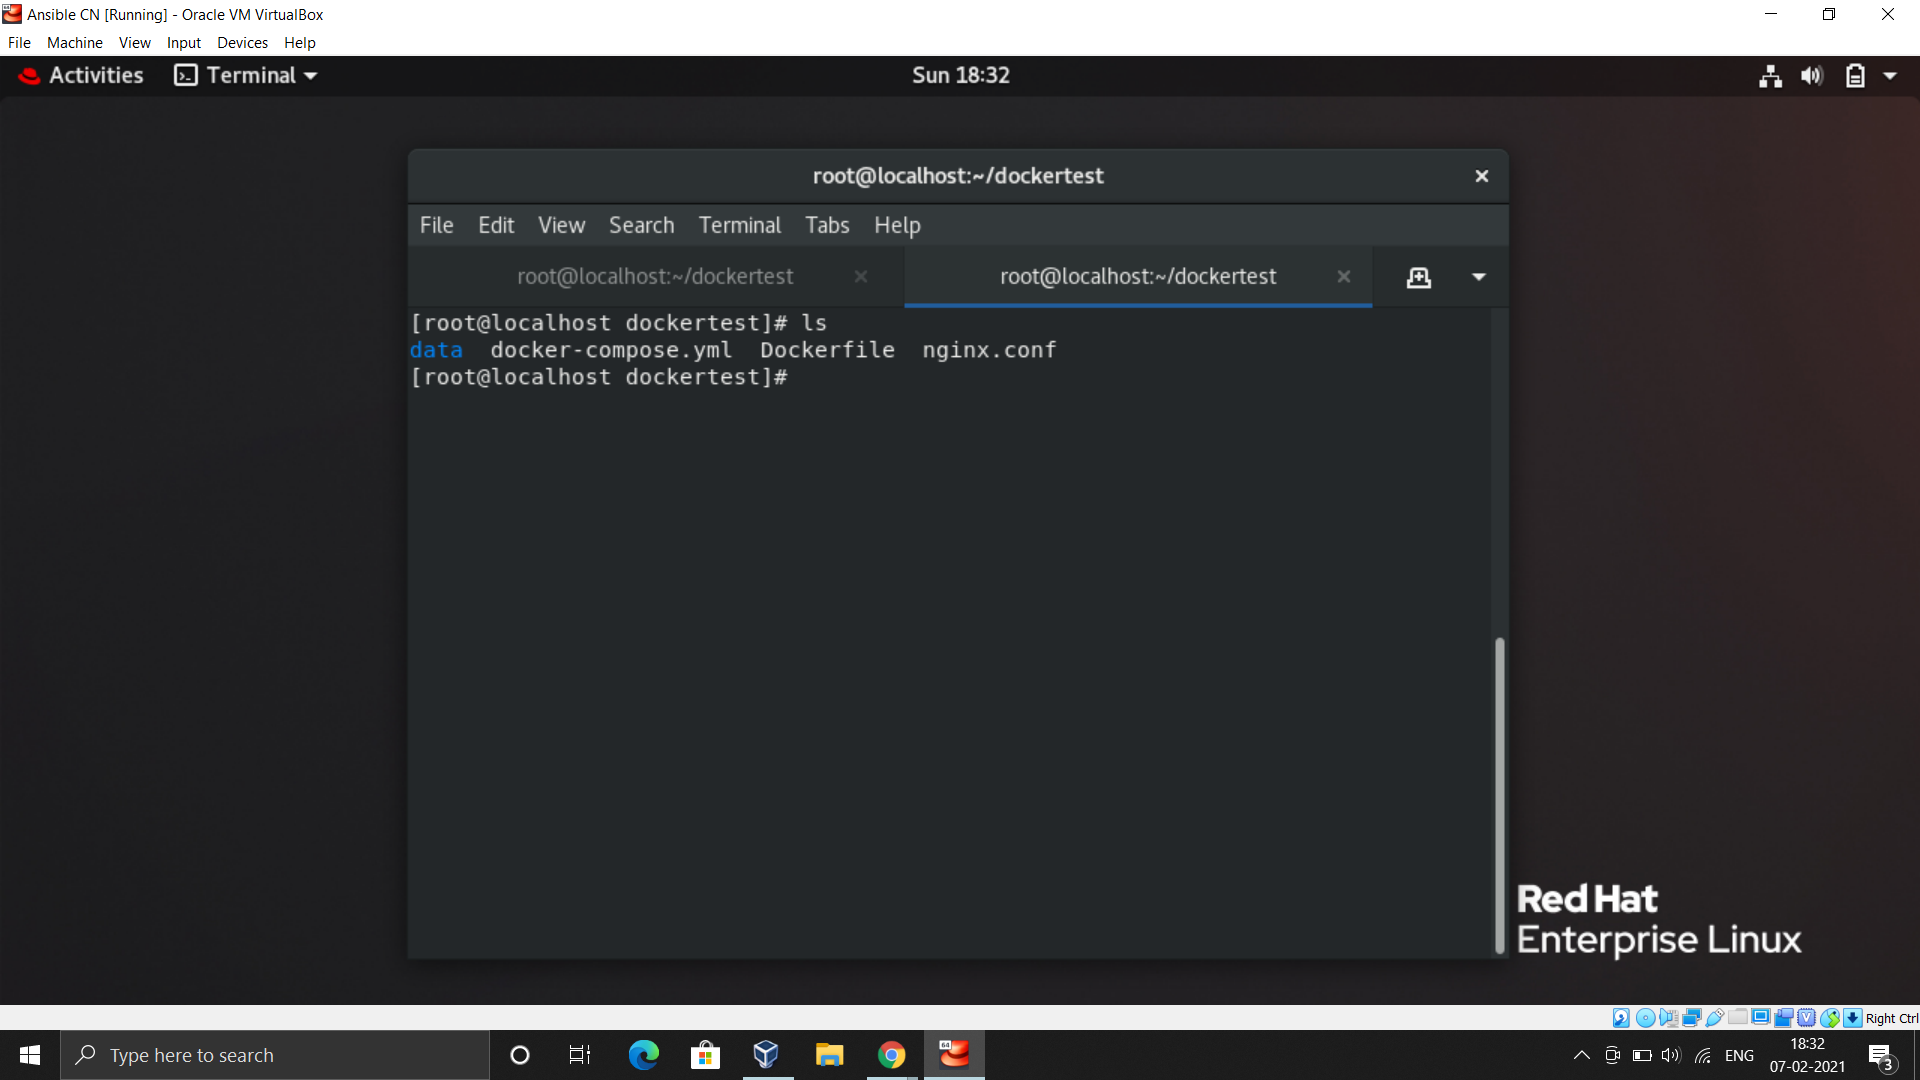 Ansible CN [Running] - Oracle VM VirtualBox
File Machine View Input Devices Help
Activities Terminal Sun 18:32
root@localhost:~/dockertest
File Edit View Search Terminal Tabs Help
root@localhost:~/dockertest root@localhost:~/dockertest
[root@localhost dockertest]# ls
data docker-compose.yml Dockerfile nginx.conf
[root@localhost dockertest]#
Red Hat
Enterprise Linux
Right Ctrl
Type here to search
64
ENG
18:32
07-02-2021
3